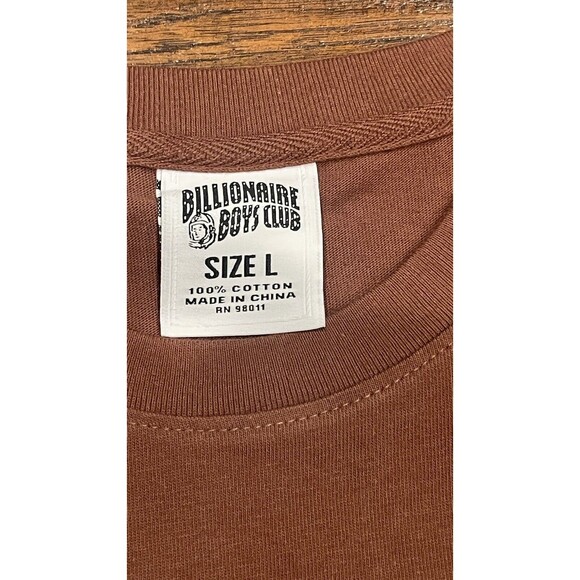 BILLIONAIRE
BOYS CLUB
SIZE L
100% COTTON
MADE IN CHINA
RN 98011